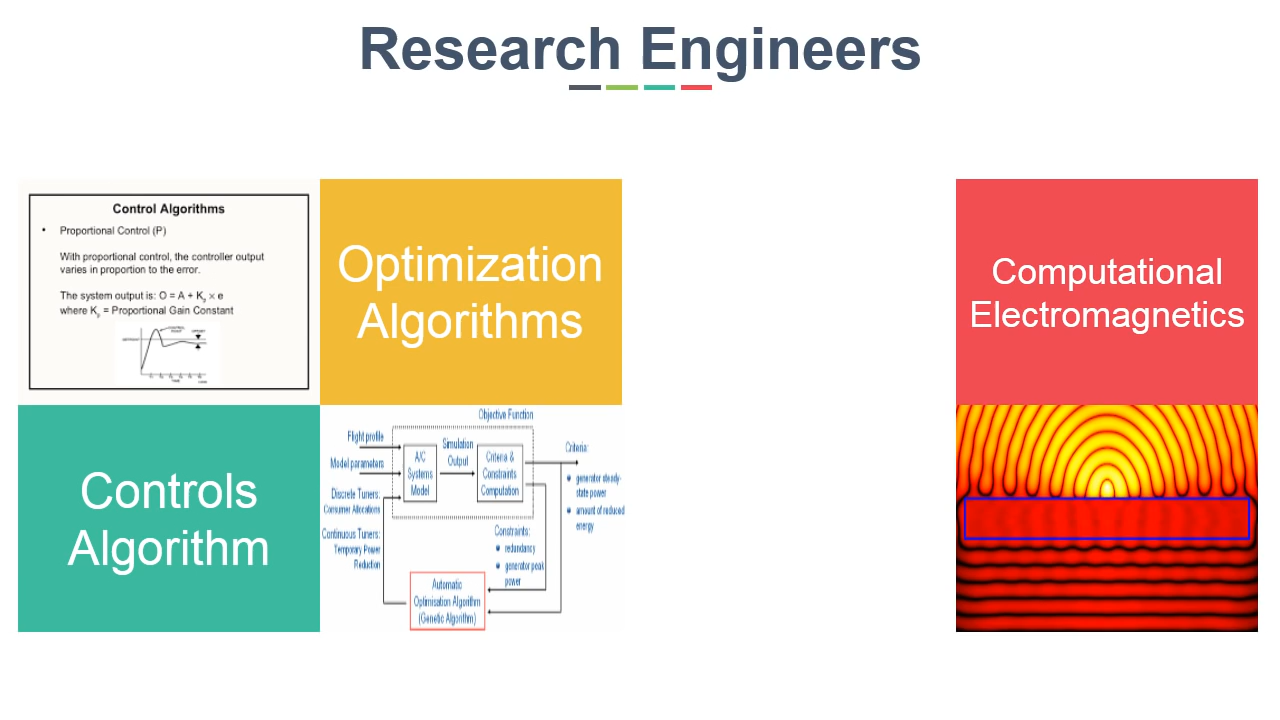 Research Engineers
Control Algorithms
• Proportional Control (P)
With proportional control, the controller output
varies in proportion to the error.
The system output is: O = A + Kp × e
where Kp = Proportional Gain Constant
Optimization
Algorithms
Computational
Electromagnetics
Controls
Algorithm
Objective Function
Flight profile
Model parameters
Discrete Tuners:
Consumer Allocations
Continuous Tuners:
Temporary Power
Reduction
A/C
Systems
Model
Simulation
Output
Criteria &
Constraints
Computation
Criteria:
generator steady-
state power
amount of reduced
energy
Constraints:
redundancy
generator peak
power
Automatic
Optimisation Algorithm
(Genetic Algorithm)